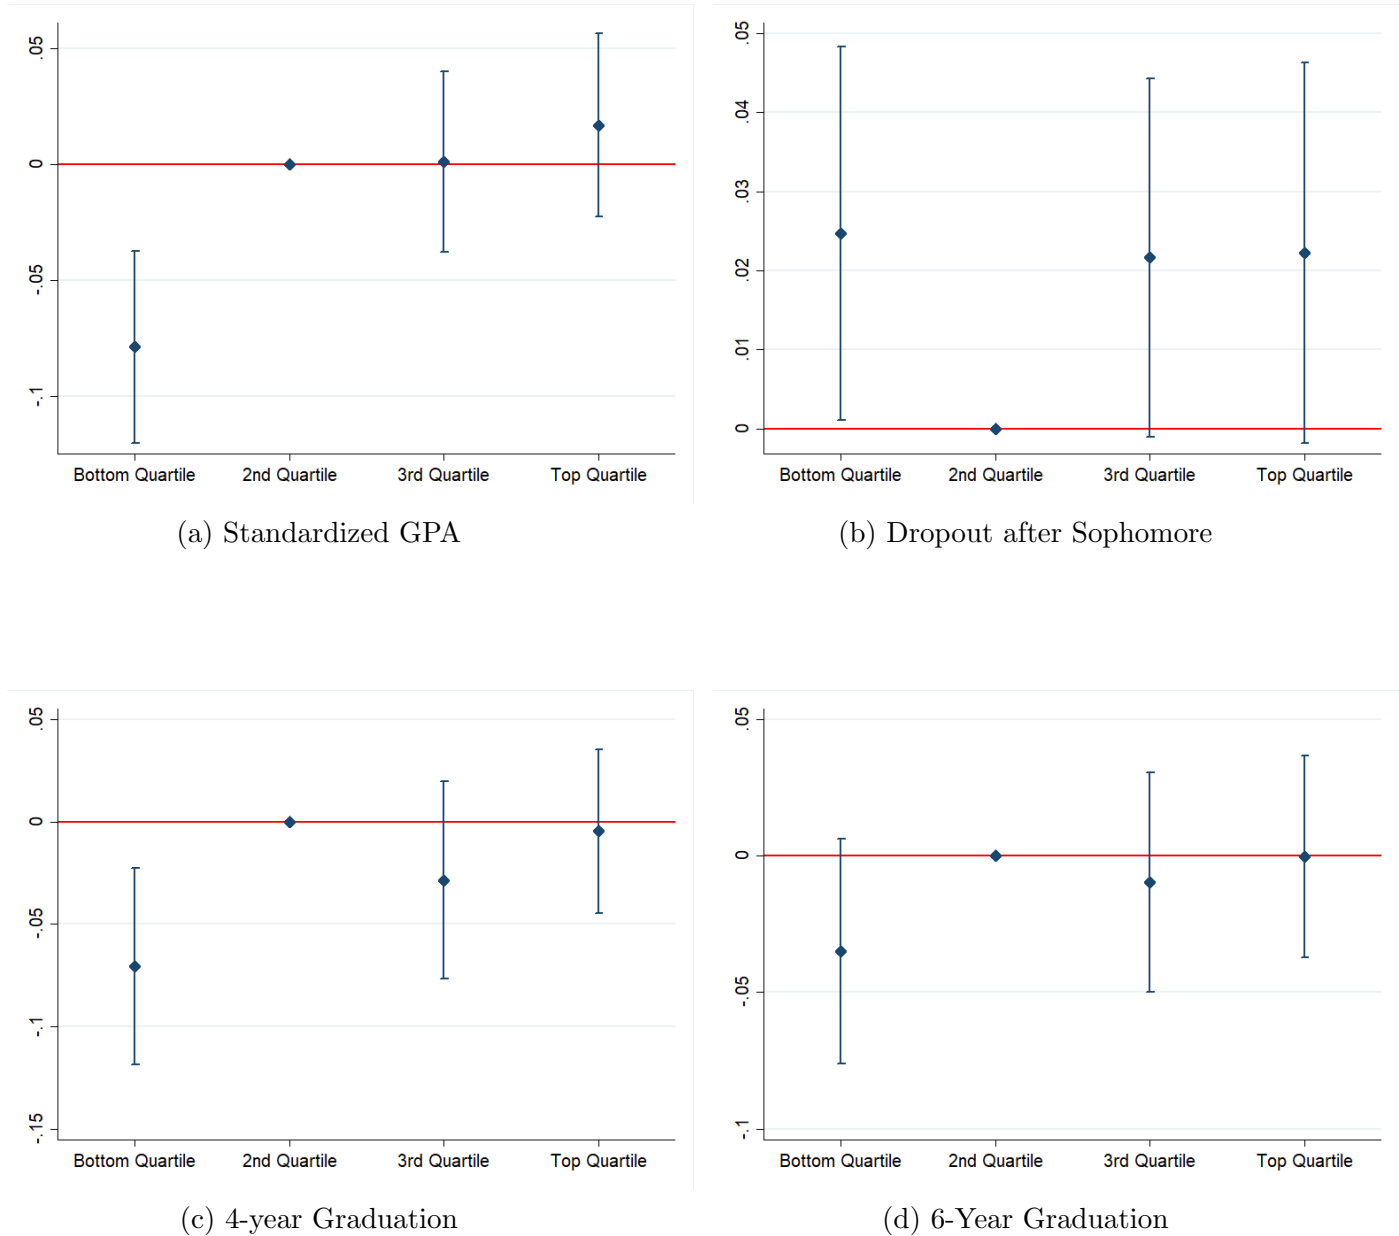 .05
0
-.05
-.1
Bottom Quartile 2nd Quartile 3rd Quartile Top Quartile
(a) Standardized GPA
.05
.04
.03
.02
.01
0
Bottom Quartile 2nd Quartile 3rd Quartile Top Quartile
(b) Dropout after Sophomore
.05
0
-.05
-.1
-.15
Bottom Quartile 2nd Quartile 3rd Quartile Top Quartile
(c) 4-year Graduation
.05
0
-.05
-.1
Bottom Quartile 2nd Quartile 3rd Quartile Top Quartile
(d) 6-Year Graduation